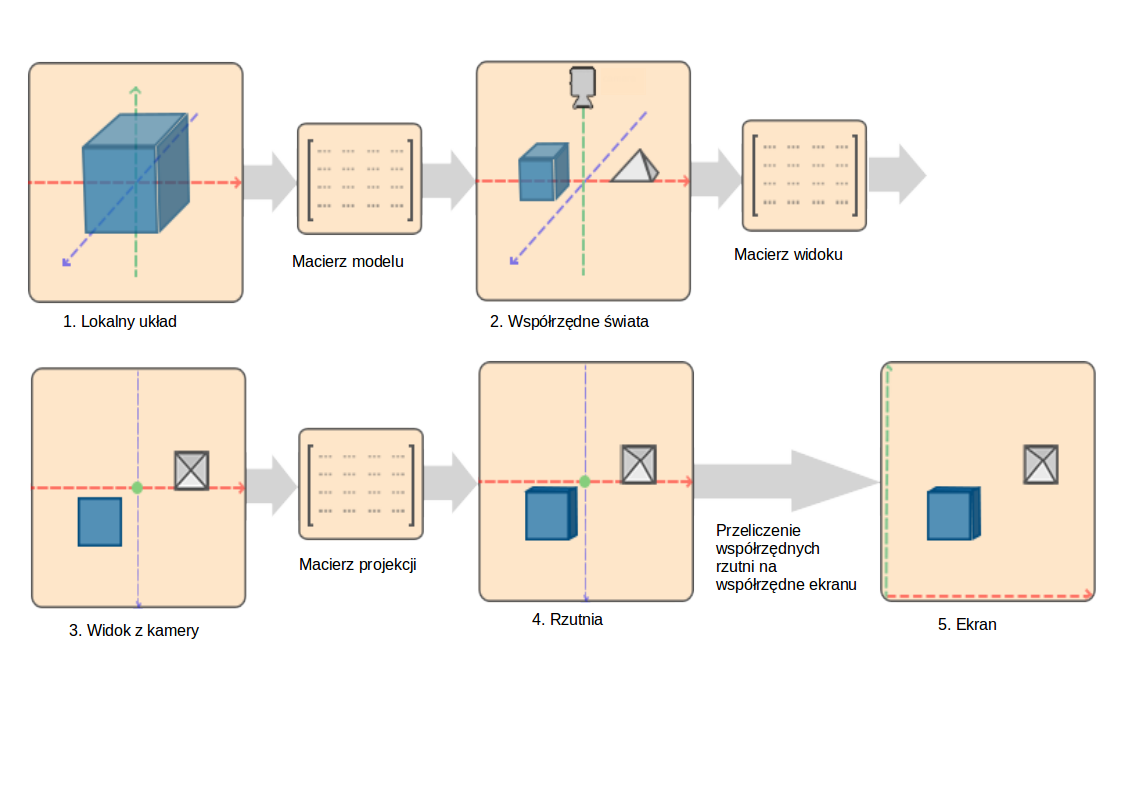 Macierz modelu
Macierz widoku
1. Lokalny układ
2. Współrzędne świata
Przeliczenie
współrzędnych
rzutni na
współrzędne ekranu
Macierz projekcji
3. Widok z kamery
4. Rzutnia
5. Ekran